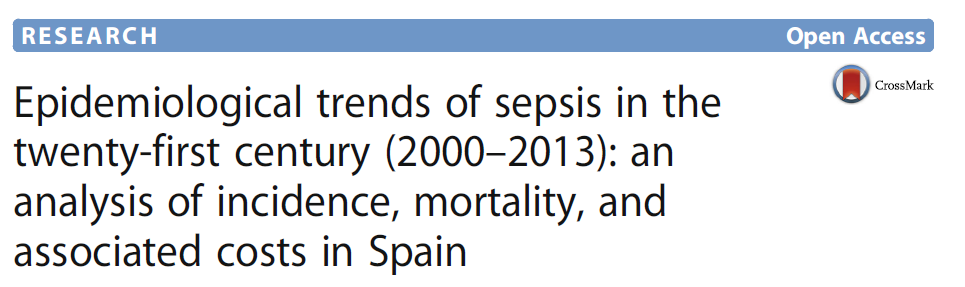 RESEARCH
Open Access
CrossMark
Epidemiological trends of sepsis in the
twenty-first century (2000–2013): an
analysis of incidence, mortality, and
associated costs in Spain